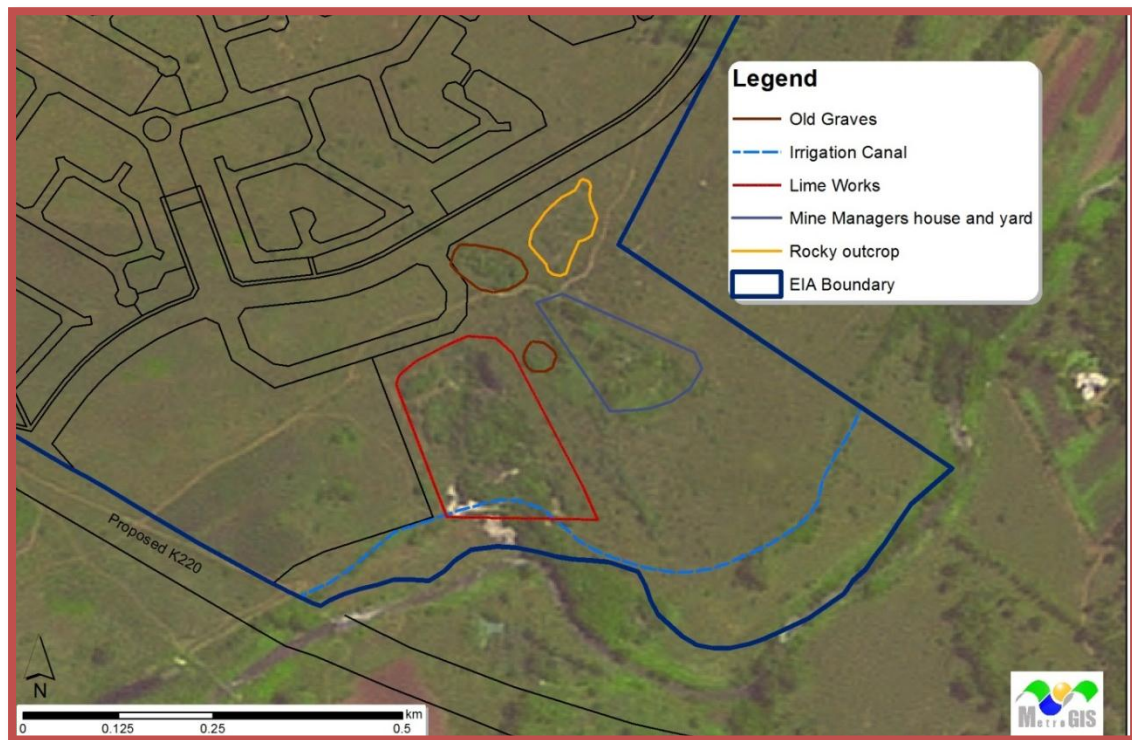 Legend
Old Graves
Irrigation Canal
Lime Works
Mine Managers house and yard
Rocky outcrop
EIA Boundary
Proposed K220
N
km
0 0.125 0.25 0.5
MetroGIS